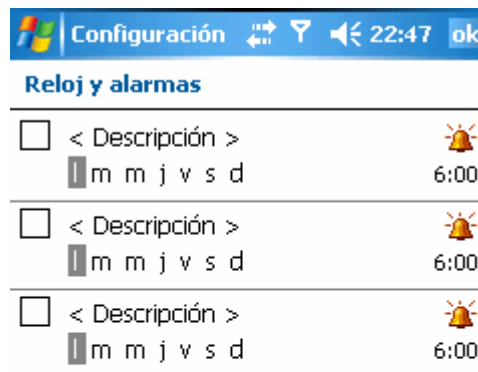 Configuración 22:47 ok
Reloj y alarmas
< Descripción >
l m m j v s d 6:00
< Descripción >
l m m j v s d 6:00
< Descripción >
l m m j v s d 6:00